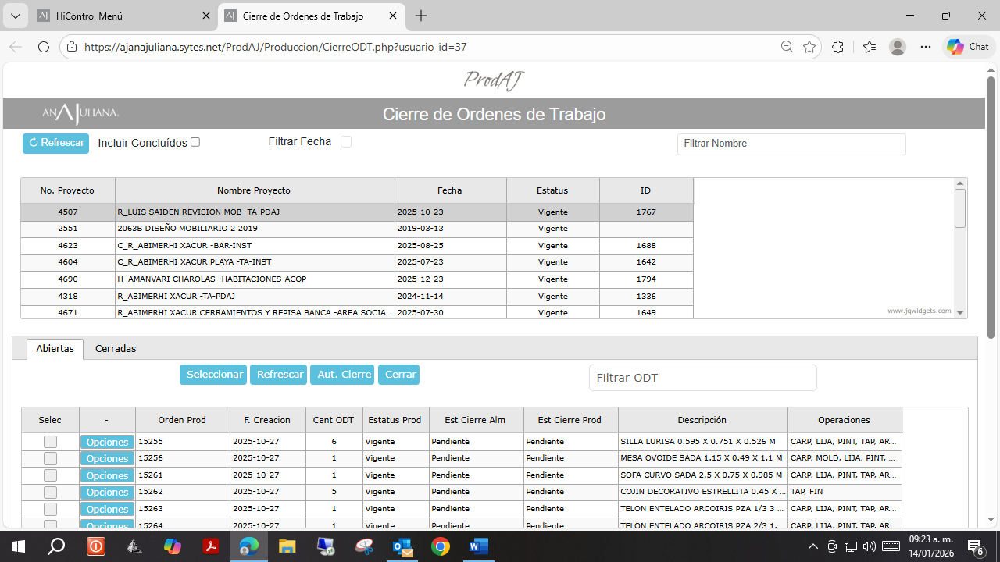 HiControl Menú
Cierre de Ordenes de Trabajo
https://ajanajuliana.sytes.net/ProdAJ/Produccion/CierreODT.php?usuario_id=37
Chat
ProdAJ
ANAJULIANA.
Cierre de Ordenes de Trabajo
Refrescar
Incluir Concluídos
Filtrar Fecha
Filtrar Nombre
No. Proyecto Nombre Proyecto Fecha Estatus ID
4507 R_LUIS SAIDEN REVISION MOB -TA-PDAJ 2025-10-23 Vigente 1767
2551 2063B DISEÑO MOBILIARIO 2 2019 2019-03-13 Vigente
4623 C_R_ABIMERHI XACUR -BAR-INST 2025-08-25 Vigente 1688
4604 C_R_ABIMERHI XACUR PLAYA -TA-INST 2025-07-23 Vigente 1642
4690 H_AMANVARI CHAROLAS -HABITACIONES-ACOP 2025-12-23 Vigente 1794
4318 R_ABIMERHI XACUR -TA-PDAJ 2024-11-14 Vigente 1336
4671 R_ABIMERHI XACUR CERRAMIENTOS Y REPISA BANCA -AREA SOCIA... 2025-07-30 Vigente 1649
www.jqwidgets.com
Abiertas Cerradas
Seleccionar Refrescar Aut. Cierre Cerrar Filtrar ODT
Selec - Orden Prod F. Creacion Cant ODT Estatus Prod Est Cierre Alm Est Cierre Prod Descripción Operaciones
Opciones 15255 2025-10-27 6 Vigente Pendiente Pendiente SILLA LURISA 0.595 X 0.751 X 0.526 M CARP, LIJA, PINT, TAP, AR...
Opciones 15256 2025-10-27 1 Vigente Pendiente Pendiente MESA OVOIDE SADA 1.15 X 0.49 X 1.1 M CARP, MOLD, LIJA, PINT, ...
Opciones 15261 2025-10-27 1 Vigente Pendiente Pendiente SOFA CURVO SADA 2.5 X 0.75 X 0.985 M CARP, LIJA, PINT, TAP, AR...
Opciones 15262 2025-10-27 5 Vigente Pendiente Pendiente COJIN DECORATIVO ESTRELLITA 0.45 X ... TAP, FIN
Opciones 15263 2025-10-27 1 Vigente Pendiente Pendiente TELON ENTELADO ARCOIRIS PZA 1/3 3 ... CARP, LIJA, PINT, TAP, AR...
Opciones 15264 2025-10-27 1 Vigente Pendiente Pendiente TELON ENTELADO ARCOIRIS PZA 2/3 1. CARP, LIJA, PINT, TAP, AR...
09:23 a. m.
14/01/2026
6